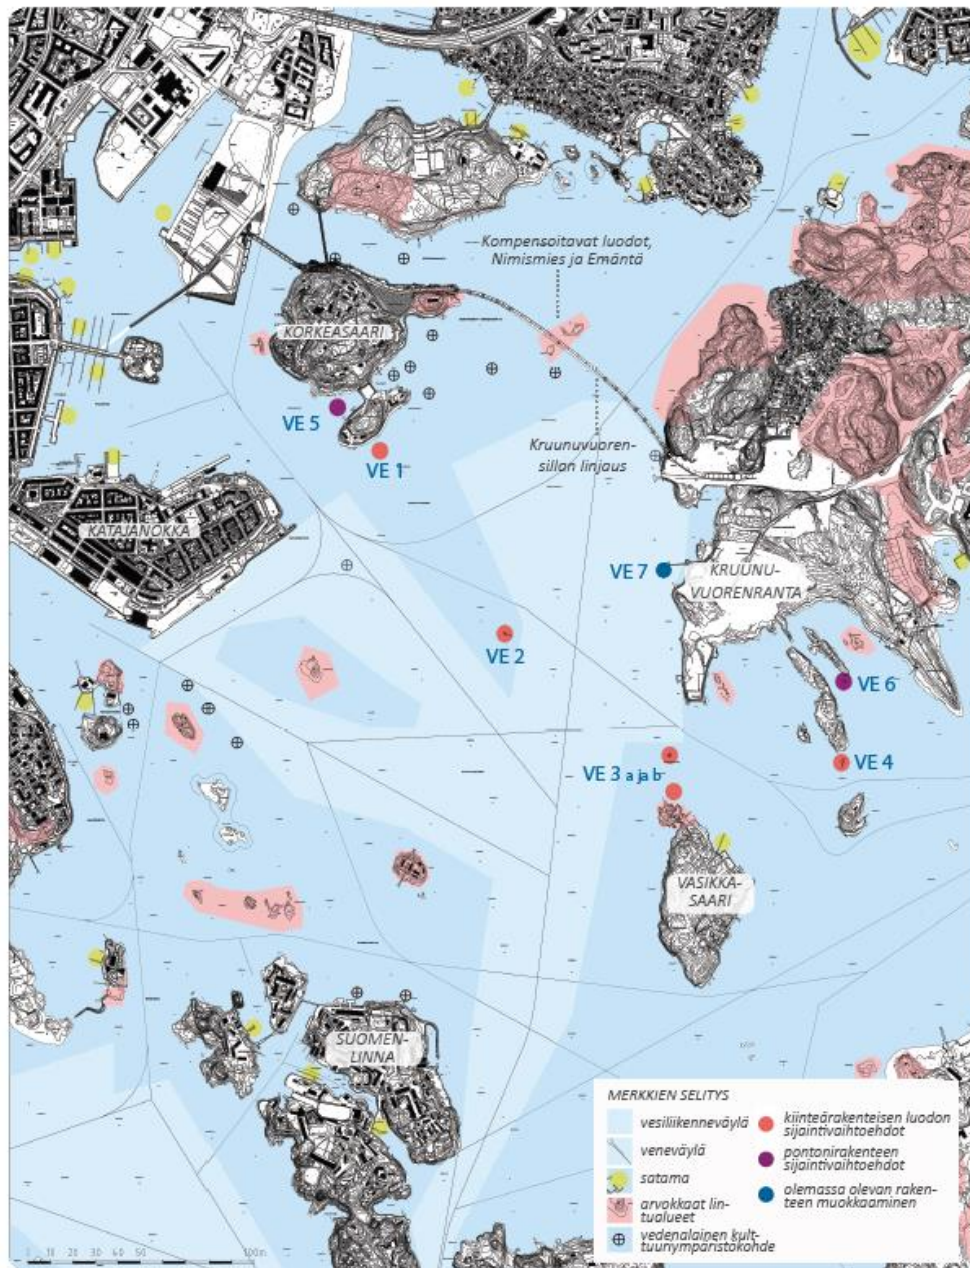 Kompensoitavat luodot,
Nimismies ja Emäntä
KORKEASAARI
VE 5
VE 1
Kruunuvuoren-
sillan linjaus
KATAJANOKKA
VE 7
KRUUNU-
VUORENRANTA
VE 2
VE 6
VE 3 a ja b
VE 4
VASIKKA-
SAARI
SUOMEN-
LINNA
MERKKIEN SELITYS
vesiliikenneväylä
veneväylä
satama
arvokkaat lin-
tualueet
vedenalainen kult-
tuuriympäristökohde
kiinteärakenteisen luodon
sijaintivaihtoehdot
pontonirakenteen
sijaintivaihtoehdot
olemassa olevan raken-
teen muokkaaminen